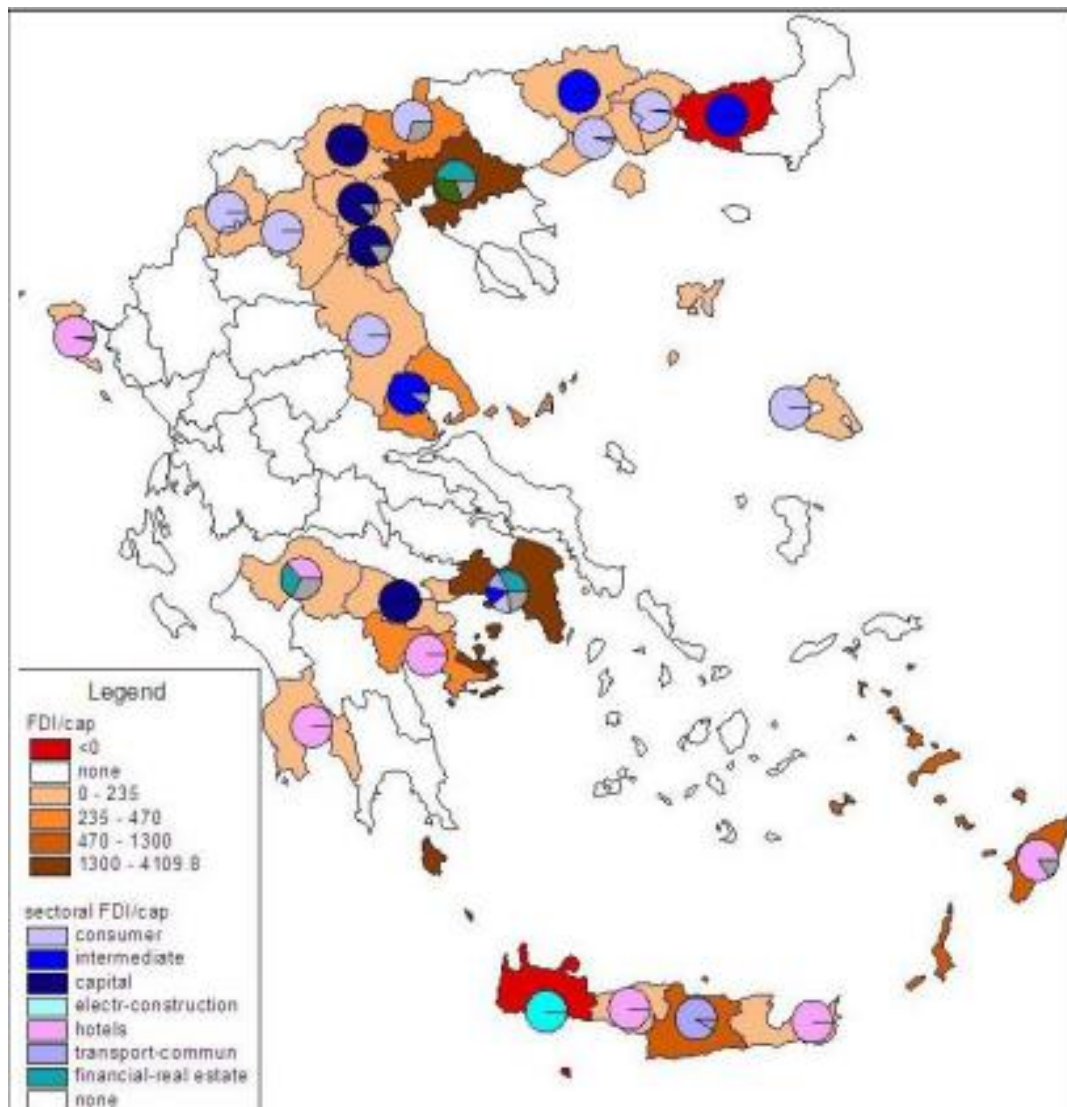 Legend
FDI/cap
<0
none
0 - 235
235 - 470
470 - 1300
1300 - 4109.8
sectoral FDI/cap
consumer
intermediate
capital
electr-construction
hotels
transport-commun
financial-real estate
none